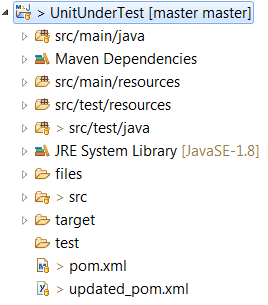 > UnitUnderTest [master master]
src/main/java
Maven Dependencies
src/main/resources
src/test/resources
> src/test/java
JRE System Library [JavaSE-1.8]
files
> src
target
test
> pom.xml
> updated_pom.xml